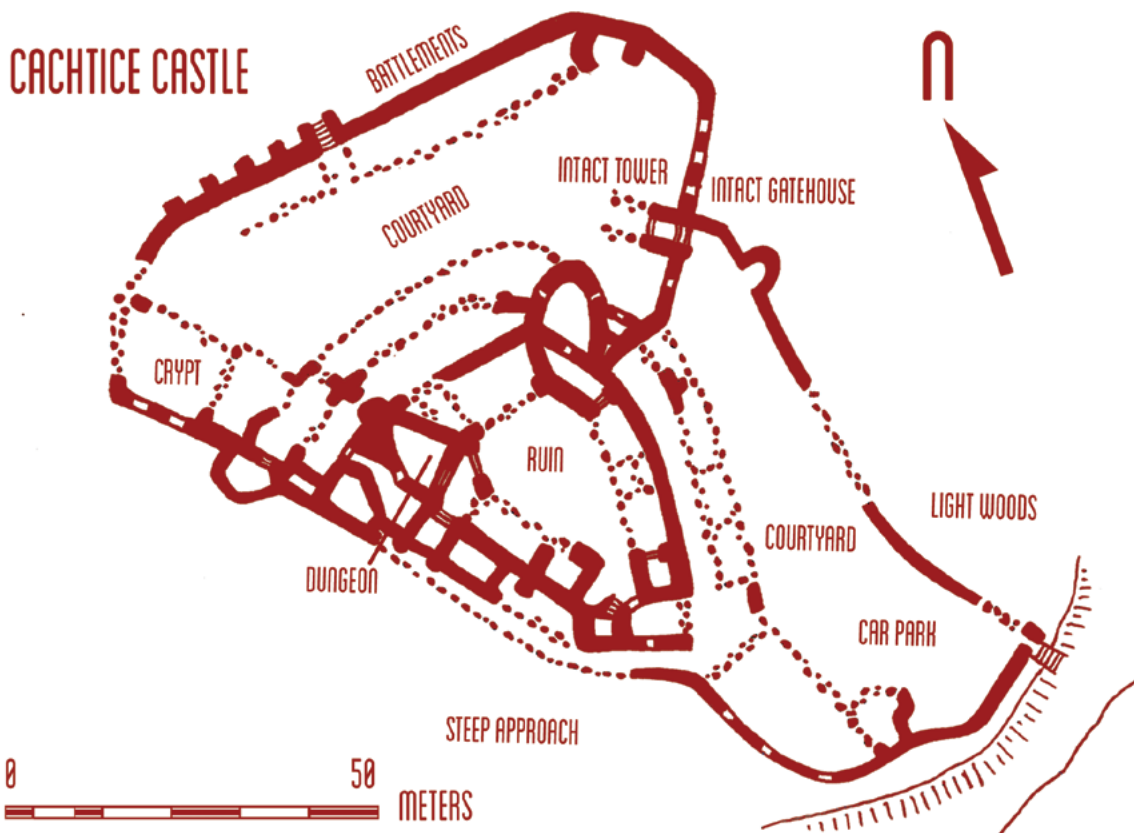 CACHTICE CASTLE
BATTLEMENTS
N
INTACT TOWER
INTACT GATEHOUSE
COURTYARD
CRYPT
RUIN
LIGHT WOODS
COURTYARD
DUNGEON
CAR PARK
STEEP APPROACH
0 50
METERS